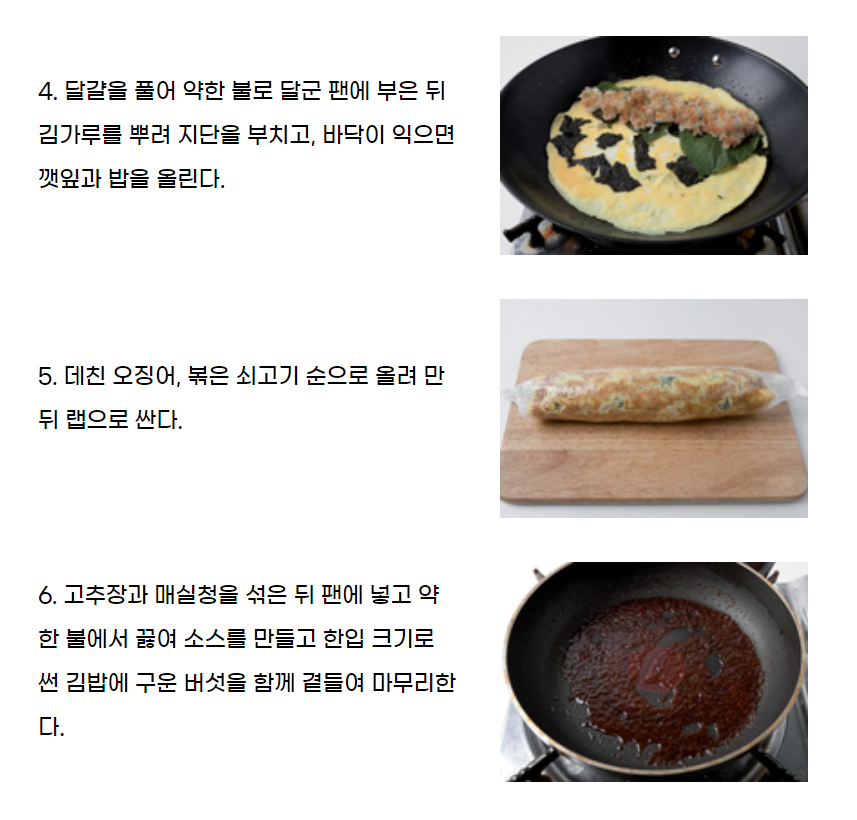 4. 달걀을 풀어 약한 불로 달군 팬에 부은 뒤
김가루를 뿌려 지단을 부치고, 바닥이 익으면
깻잎과 밥을 올린다.
5. 데친 오징어, 볶은 쇠고기 순으로 올려 만
뒤 랩으로 싼다.
6. 고추장과 매실청을 섞은 뒤 팬에 넣고 약
한 불에서 끓여 소스를 만들고 한입 크기로
썬 김밥에 구운 버섯을 함께 곁들여 마무리한
다.